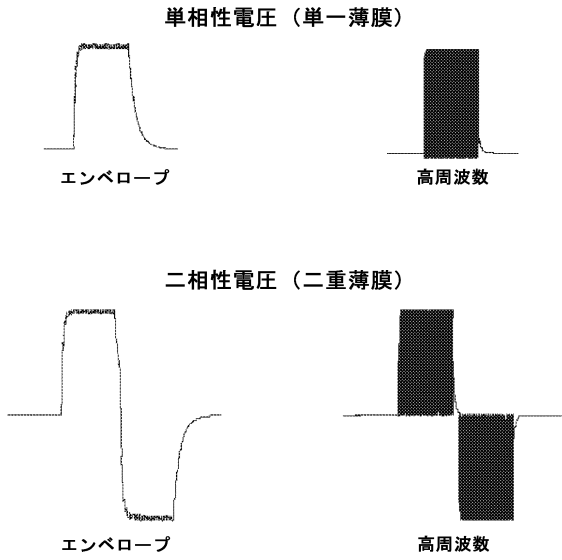 単相性電圧（単一薄膜）
エンベロープ
高周波数
二相性電圧（二重薄膜）
エンベロープ
高周波数